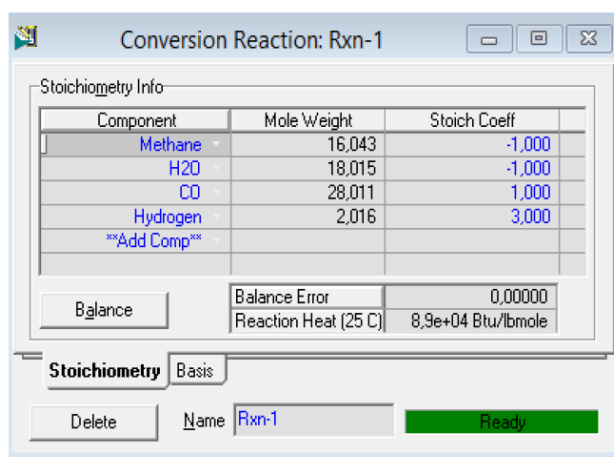 Conversion Reaction: Rxn-1
Stoichiometry Info
Component Mole Weight Stoich Coeff
Methane 16,043 -1,000
H2O 18,015 -1,000
CO 28,011 1,000
Hydrogen 2,016 3,000
**Add Comp**
Balance
Balance Error 0,00000
Reaction Heat (25 C) 8,9e+04 Btu/lbmole
Stoichiometry Basis
Delete Name Rxn-1 Ready